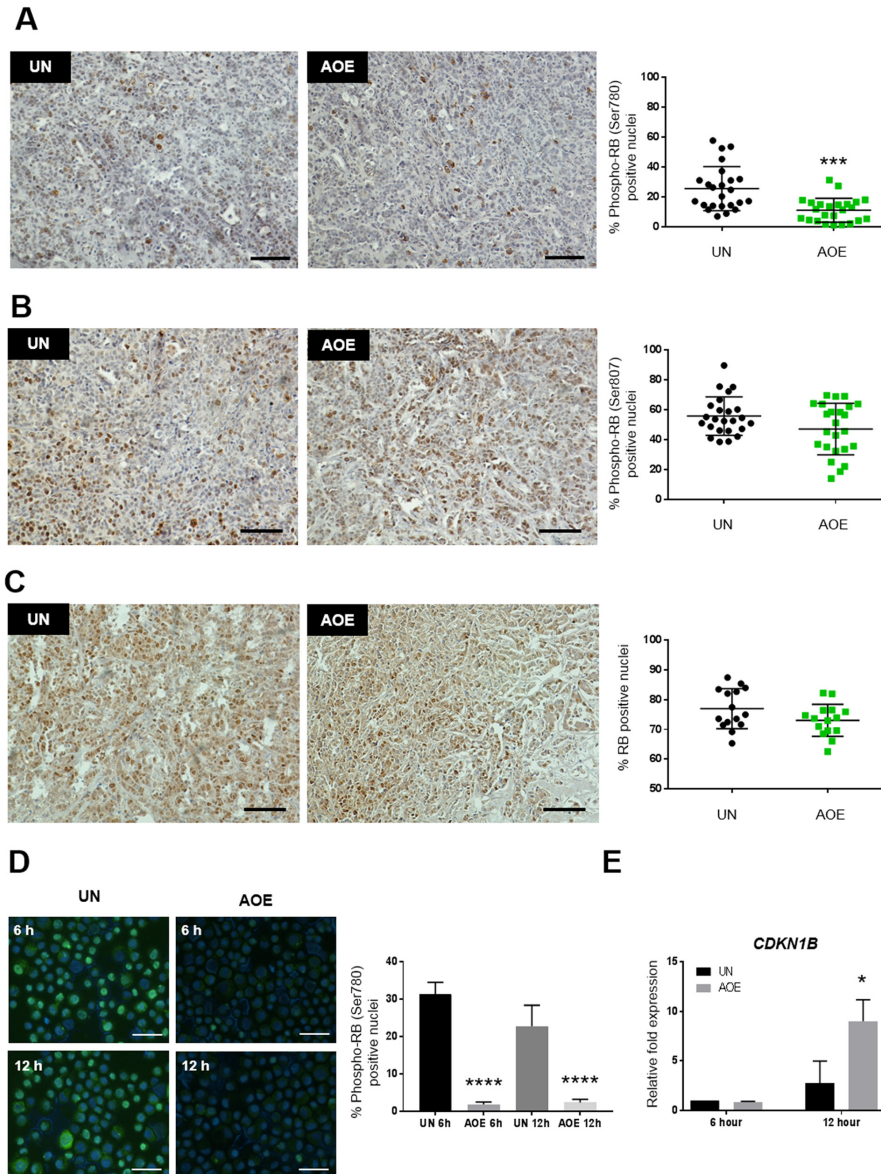 A
UN
AOE
% Phospho-RB (Ser780)
positive nuclei
100
80
60
40
20
0
***
UN
AOE
B
UN
AOE
% Phospho-RB (Ser807)
positive nuclei
100
80
60
40
20
0
UN
AOE
C
UN
AOE
% RB positive nuclei
100
90
80
70
60
50
UN
AOE
D
UN
AOE
6 h
6 h
12 h
12 h
% Phospho-RB (Ser780)
positive nuclei
40
30
20
10
0
****
****
UN 6h
AOE 6h
UN 12h
AOE 12h
E
CDKN1B
Relative fold expression
15
10
5
0
UN
AOE
*
6 hour
12 hour